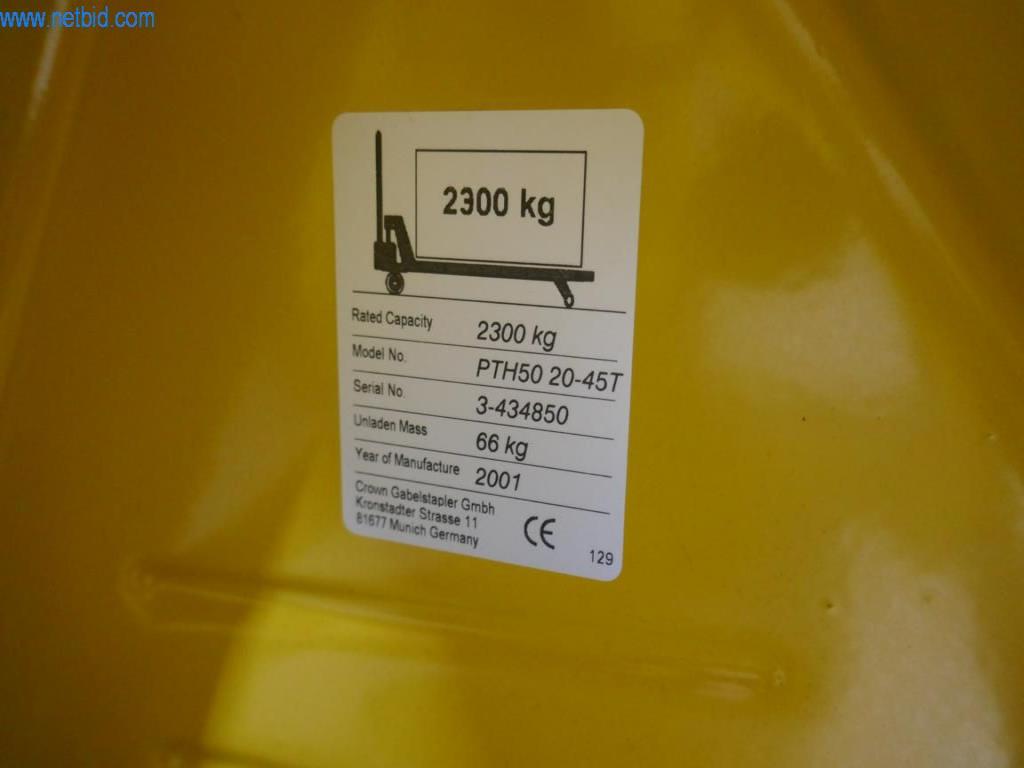 www.netbid.com
2300 kg
Rated Capacity 2300 kg
Model No. PTH50 20-45T
Serial No. 3-434850
Unladen Mass 66 kg
Year of Manufacture 2001
Crown Gabelstapler Gmbh
Kronstadter Strasse 11
81677 Munich Germany
CE
129